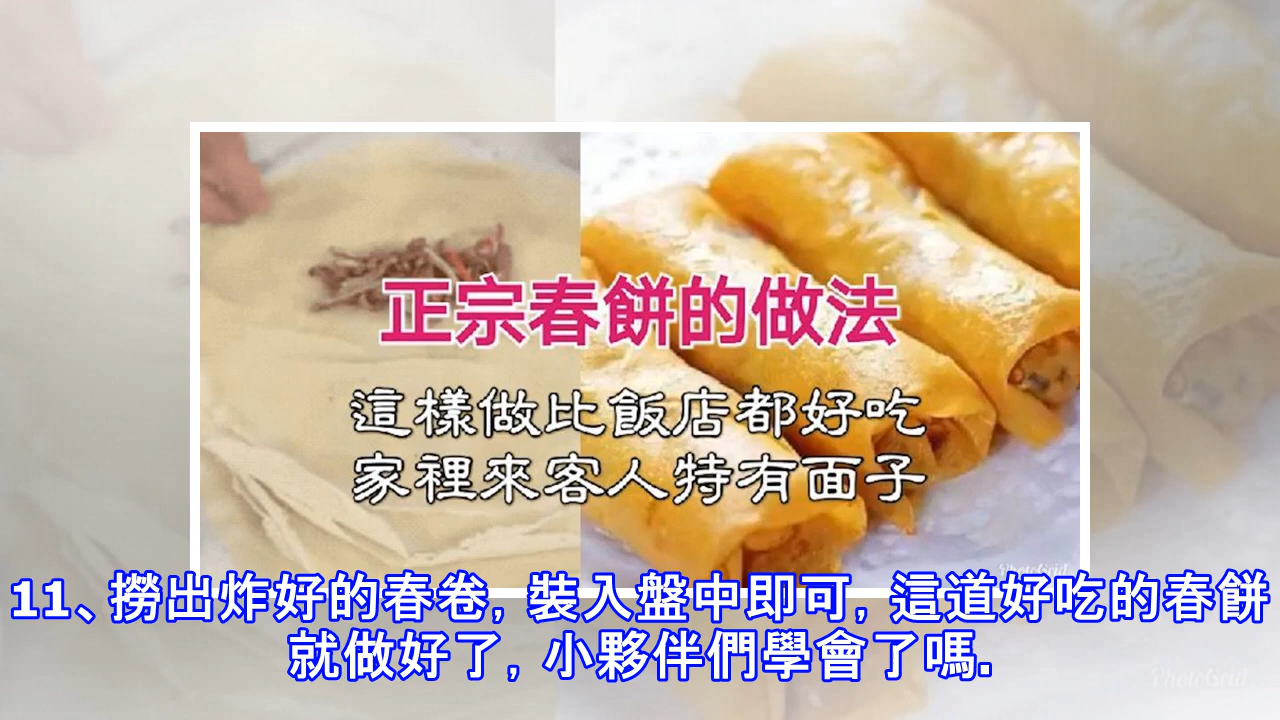 正宗春餅的做法
這樣做比飯店都好吃
家裡來客人特有面子
PhotoGrid
11、撈出炸好的春卷, 裝入盤中即可, 這道好吃的春餅
就做好了, 小夥伴們學會了嗎.
PhotoGrid